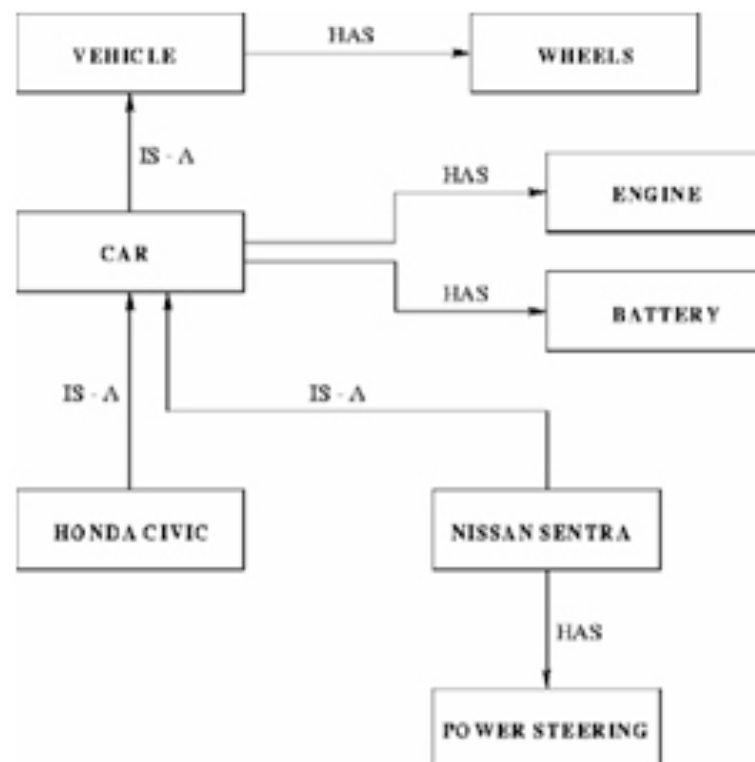 HAS
VEHICLE
WHEELS
IS - A
HAS
ENGINE
CAR
HAS
BATTERY
IS - A
IS - A
HONDA CIVIC
NISSAN SENTRA
HAS
POWER STEERING